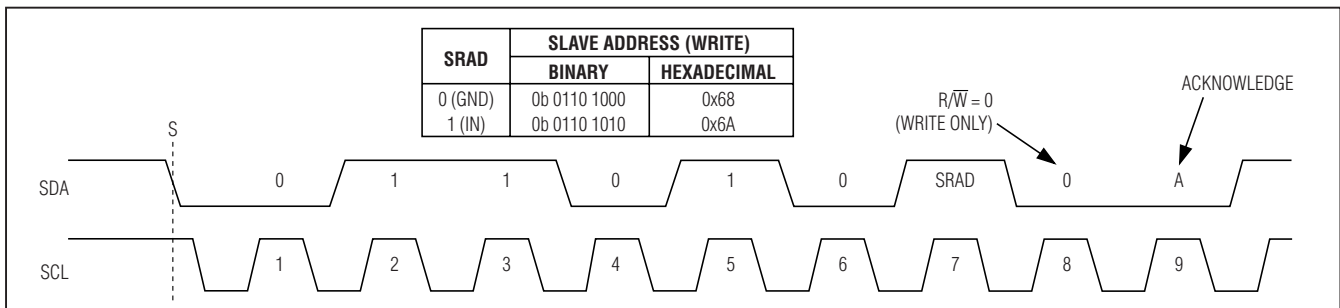 SRAD
SLAVE ADDRESS (WRITE)
BINARY
HEXADECIMAL
0 (GND)
0b 0110 1000
0x68
1 (IN)
0b 0110 1010
0x6A
R/W̅ = 0
(WRITE ONLY)
ACKNOWLEDGE
S
SDA
0
1
1
0
1
0
SRAD
0
A
SCL
1
2
3
4
5
6
7
8
9